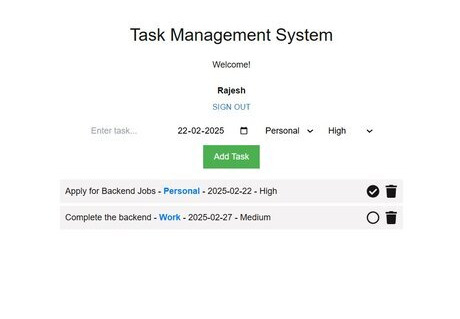 Task Management System
Welcome!
Rajesh
SIGN OUT
Enter task... 22-02-2025 Personal High
Add Task
Apply for Backend Jobs - Personal - 2025-02-22 - High
Complete the backend - Work - 2025-02-27 - Medium